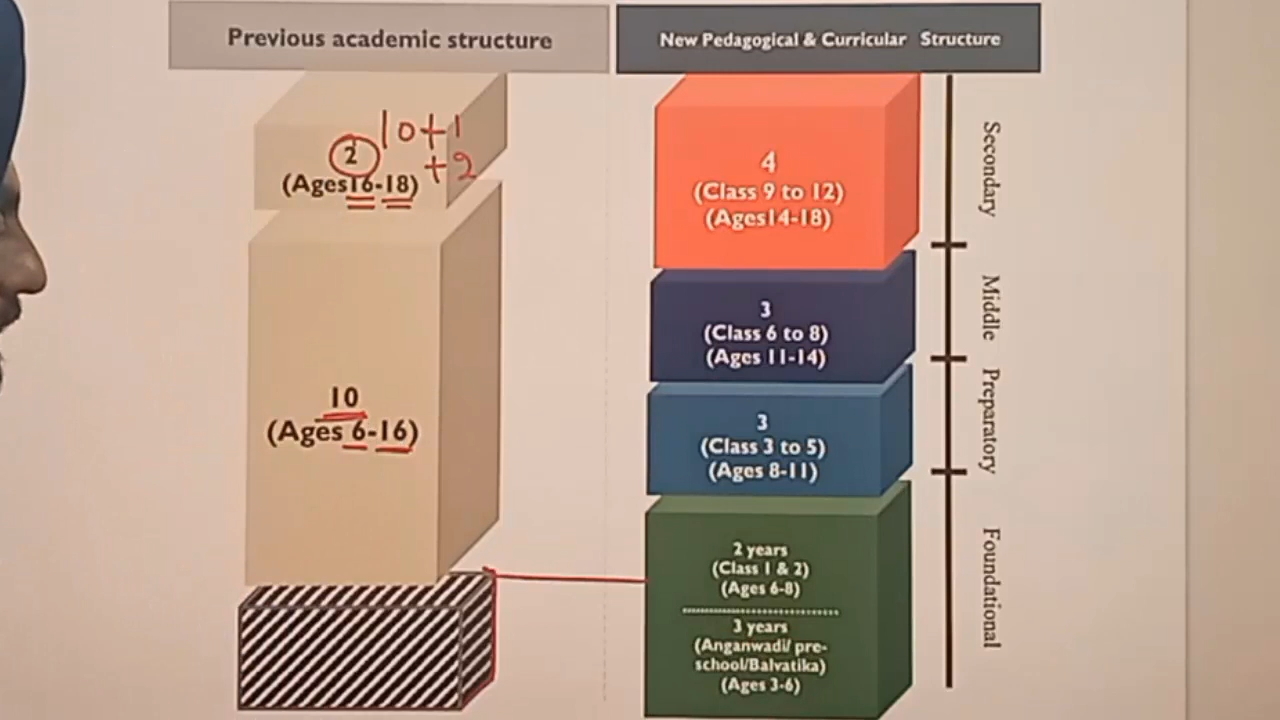 Previous academic structure
2
(Ages16-18)
10+1
+2
10
(Ages 6-16)
New Pedagogical & Curricular Structure
4
(Class 9 to 12)
(Ages14-18)
3
(Class 6 to 8)
(Ages 11-14)
3
(Class 3 to 5)
(Ages 8-11)
2 years
(Class 1 & 2)
(Ages 6-8)
3 years
(Anganwadi/ pre-
school/Balvatika)
(Ages 3-6)
Secondary
Middle
Preparatory
Foundational